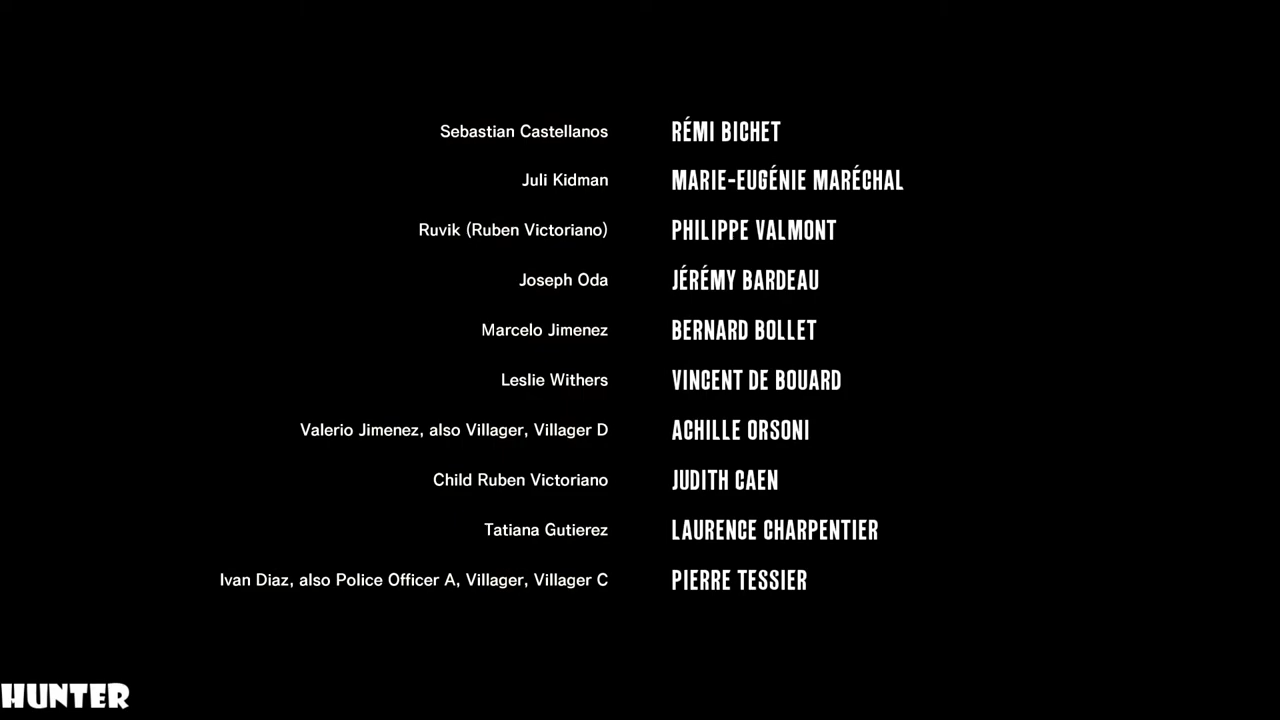 Sebastian Castellanos RÉMI BICHET
Juli Kidman MARIE-EUGÉNIE MARÉCHAL
Ruvik (Ruben Victoriano) PHILIPPE VALMONT
Joseph Oda JÉRÉMY BARDEAU
Marcelo Jimenez BERNARD BOLLET
Leslie Withers VINCENT DE BOUARD
Valerio Jimenez, also Villager, Villager D ACHILLE ORSONI
Child Ruben Victoriano JUDITH CAEN
Tatiana Gutierez LAURENCE CHARPENTIER
Ivan Diaz, also Police Officer A, Villager, Villager C PIERRE TESSIER
HUNTER